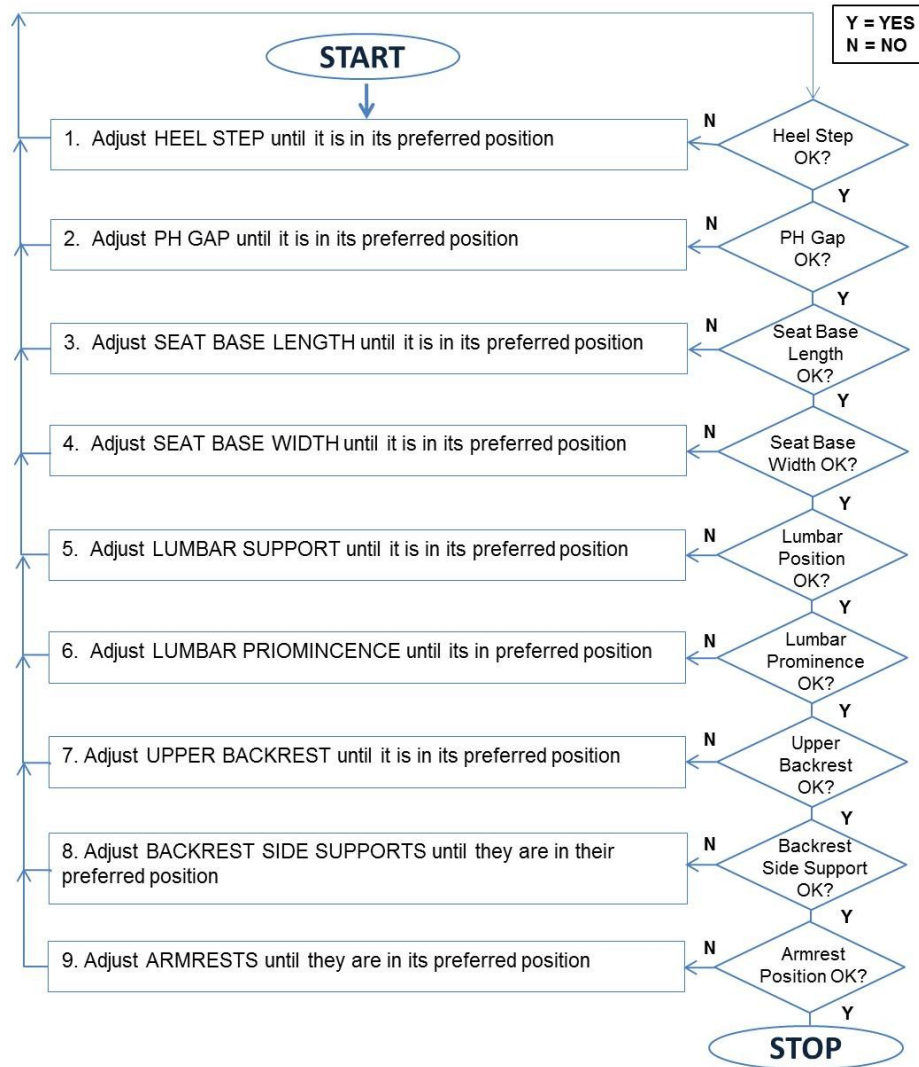 Y = YES
N = NO
START
1. Adjust HEEL STEP until it is in its preferred position
N
Heel Step
OK?
Y
2. Adjust PH GAP until it is in its preferred position
N
PH Gap
OK?
Y
3. Adjust SEAT BASE LENGTH until it is in its preferred position
N
Seat Base
Length
OK?
Y
4. Adjust SEAT BASE WIDTH until it is in its preferred position
N
Seat Base
Width OK?
Y
5. Adjust LUMBAR SUPPORT until it is in its preferred position
N
Lumbar
Position
OK?
Y
6. Adjust LUMBAR PRIOMINCENCE until its in preferred position
N
Lumbar
Prominence
OK?
Y
7. Adjust UPPER BACKREST until it is in its preferred position
N
Upper
Backrest
OK?
Y
8. Adjust BACKREST SIDE SUPPORTS until they are in their
preferred position
N
Backrest
Side Support
OK?
Y
9. Adjust ARMRESTS until they are in its preferred position
N
Armrest
Position OK?
Y
STOP